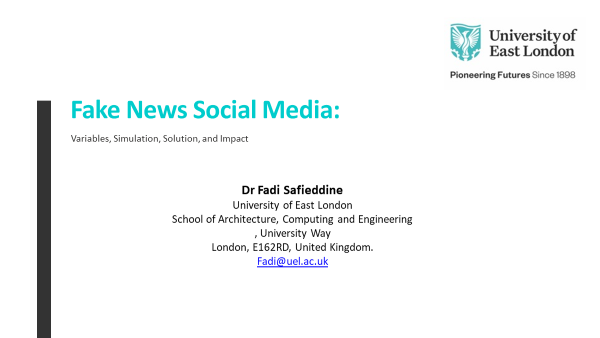 University of
East London
Pioneering Futures Since 1898
Fake News Social Media:
Variables, Simulation, Solution, and Impact
Dr Fadi Safieddine
University of East London
School of Architecture, Computing and Engineering
, University Way
London, E162RD, United Kingdom.
Fadi@uel.ac.uk